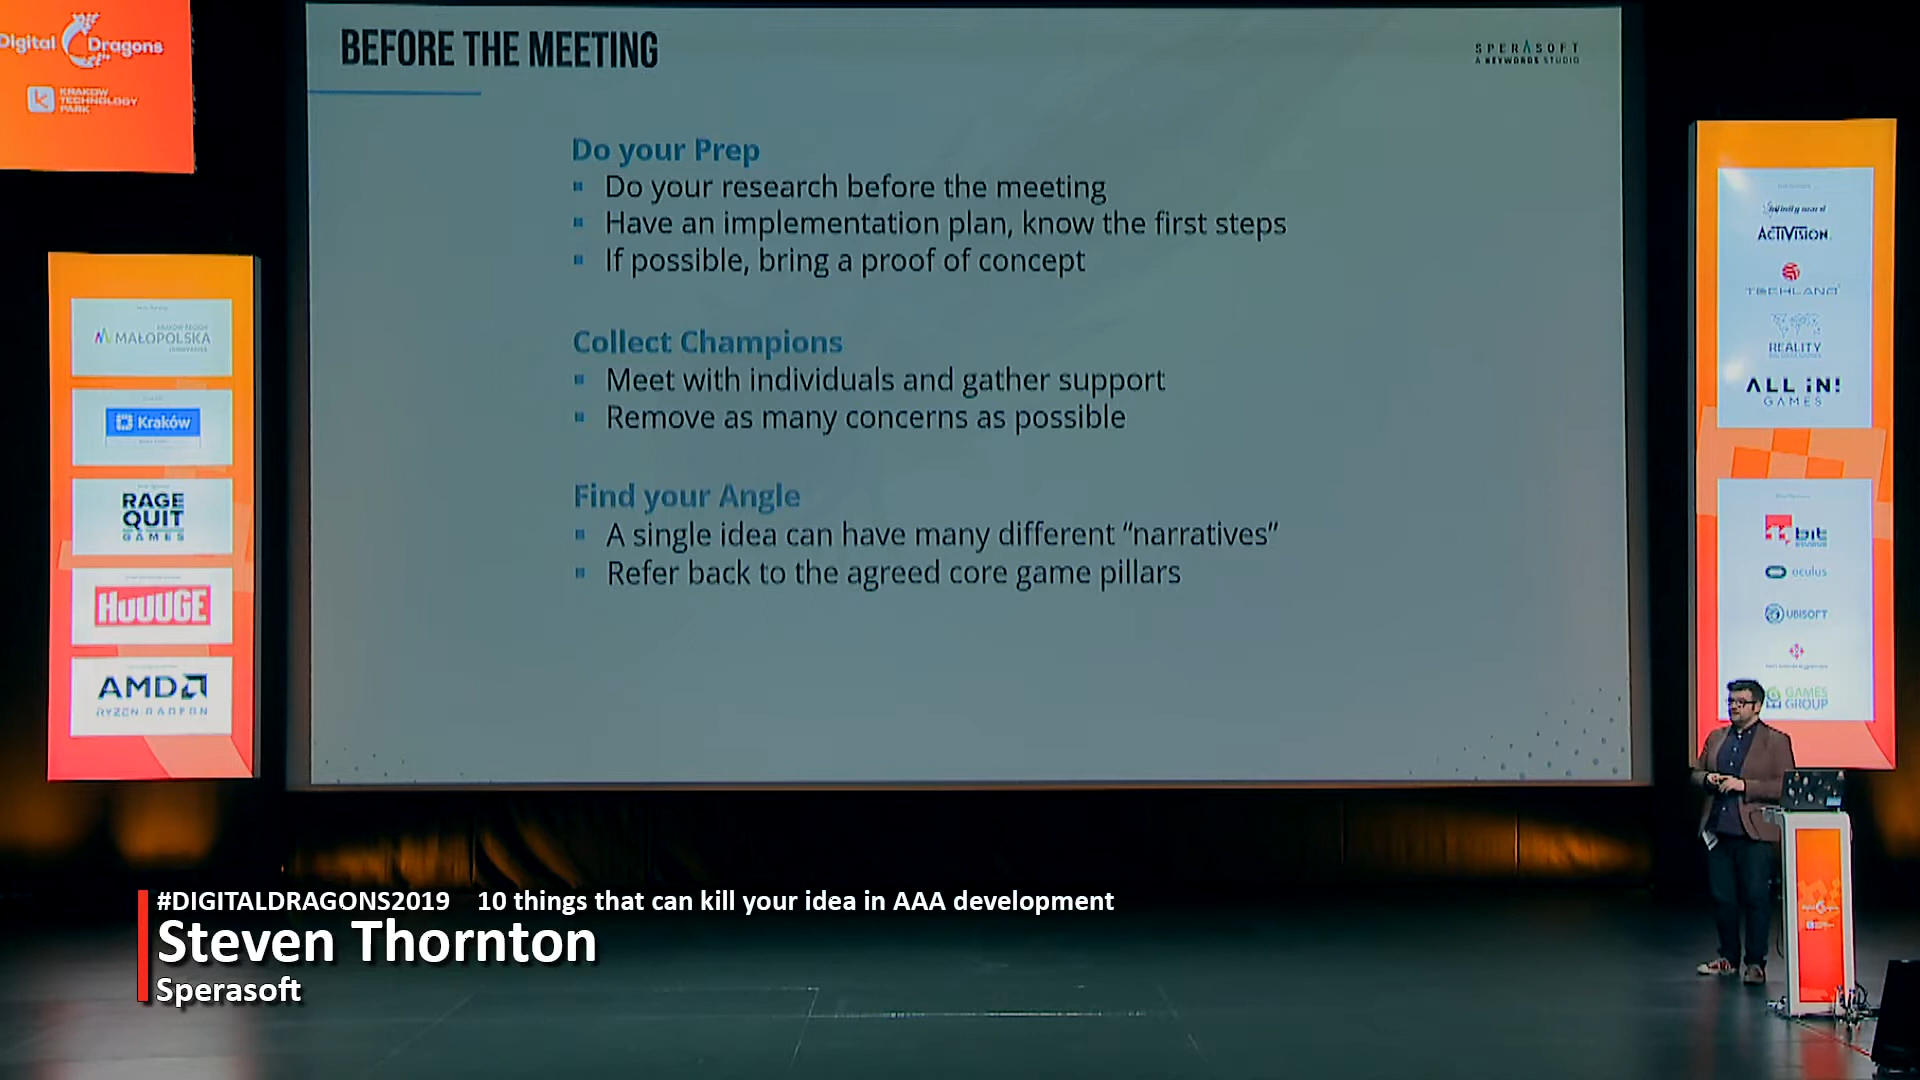 Digital Dragons
KRAKOW
TECHNOLOGY
PARK
BEFORE THE MEETING
SPERASOFT
A KEYWORDS STUDIO
Do your Prep
Do your research before the meeting
Have an implementation plan, know the first steps
If possible, bring a proof of concept
Collect Champions
Meet with individuals and gather support
Remove as many concerns as possible
Find your Angle
A single idea can have many different “narratives”
Refer back to the agreed core game pillars
MAŁOPOLSKA
Kraków
RAGE
QUIT
GAMES
HUUUGE
AMD
RYZEN RADEON
infinity ward
ACTIVISION
TECHLAND
REALITY
ALL iN!
GAMES
11 bit
oculus
UBISOFT
GAMES
GROUP
#DIGITALDRAGONS2019 10 things that can kill your idea in AAA development
Steven Thornton
Sperasoft